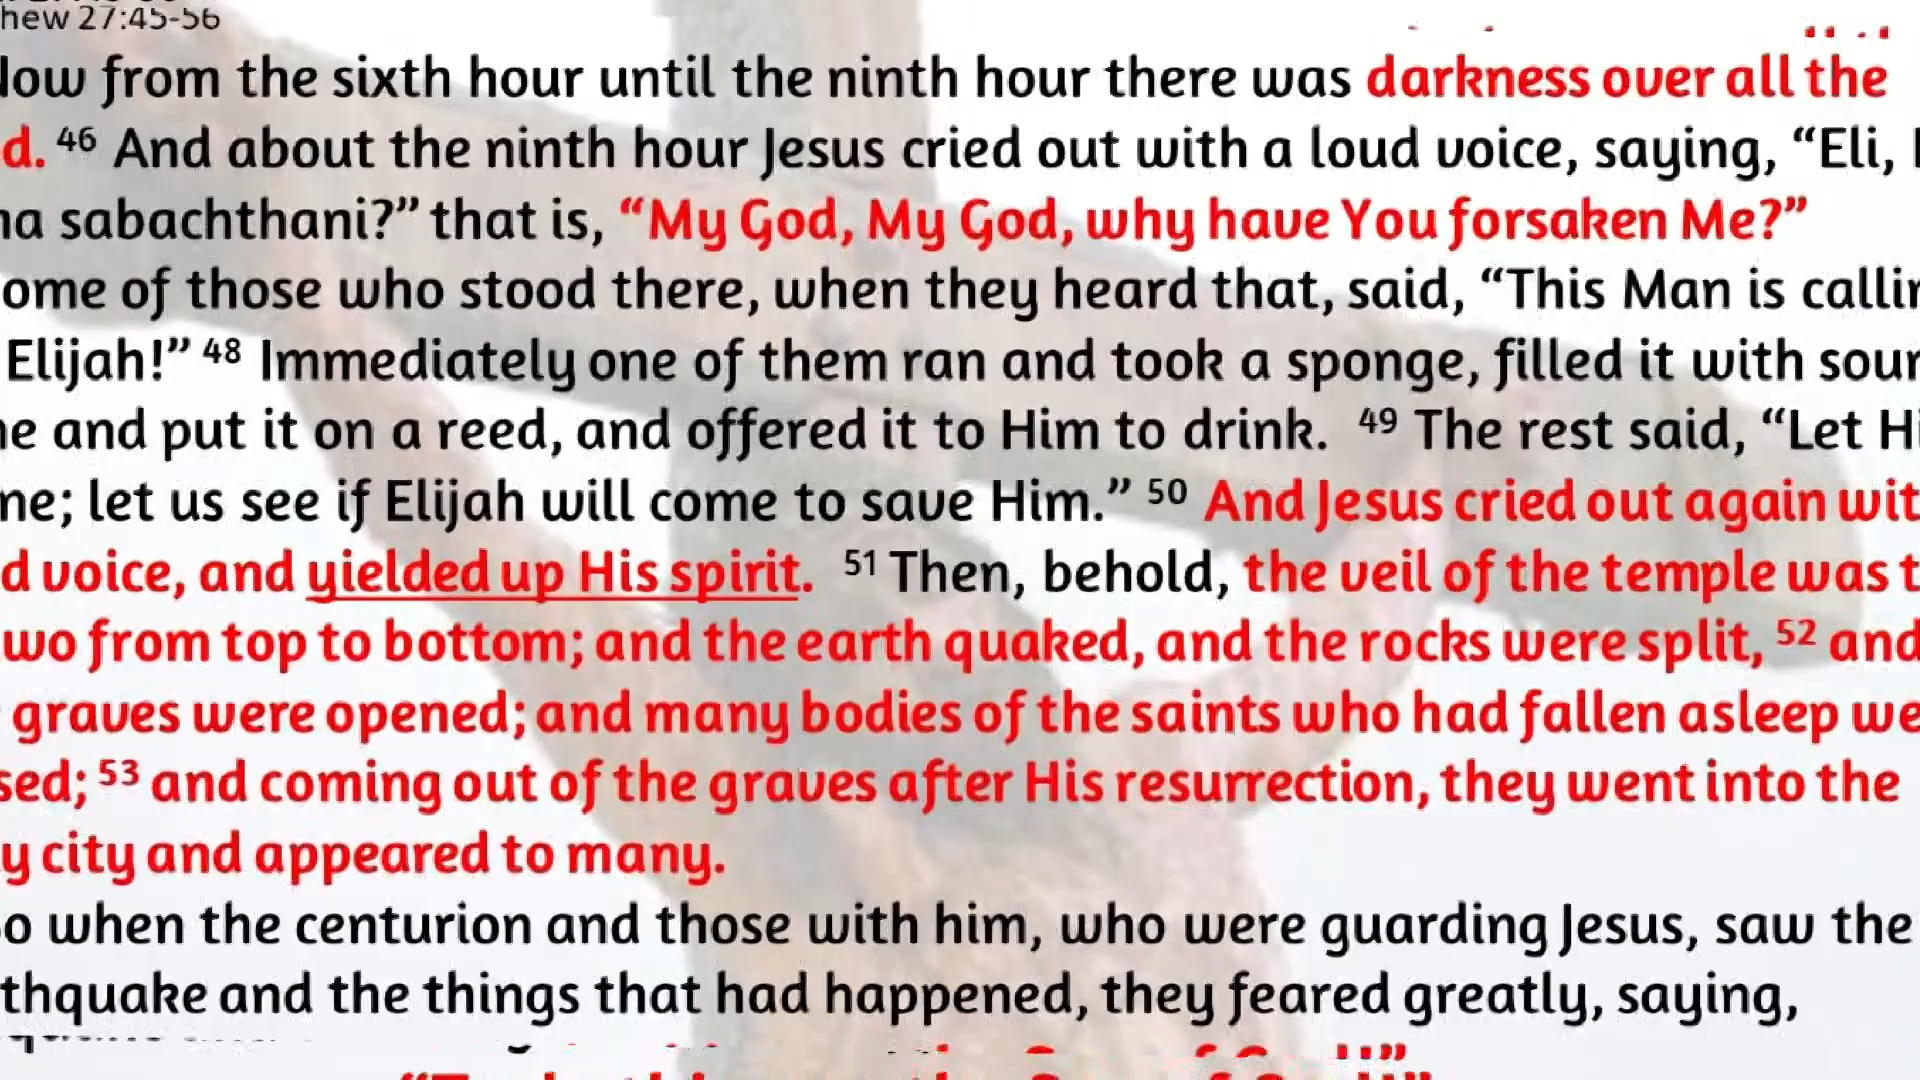 hew 27:45-56
low from the sixth hour until the ninth hour there was darkness over all the
d. 46 And about the ninth hour Jesus cried out with a loud voice, saying, “Eli,
na sabachthani?” that is, “My God, My God, why have You forsaken Me?”
ome of those who stood there, when they heard that, said, “This Man is callin
Elijah!” 48 Immediately one of them ran and took a sponge, filled it with sour
ne and put it on a reed, and offered it to Him to drink. 49 The rest said, “Let Hi
ne; let us see if Elijah will come to save Him.” 50 And Jesus cried out again wit
d voice, and yielded up His spirit. 51 Then, behold, the veil of the temple was t
wo from top to bottom; and the earth quaked, and the rocks were split, 52 and
graves were opened; and many bodies of the saints who had fallen asleep we
sed; 53 and coming out of the graves after His resurrection, they went into the
y city and appeared to many.
o when the centurion and those with him, who were guarding Jesus, saw the
thquake and the things that had happened, they feared greatly, saying,